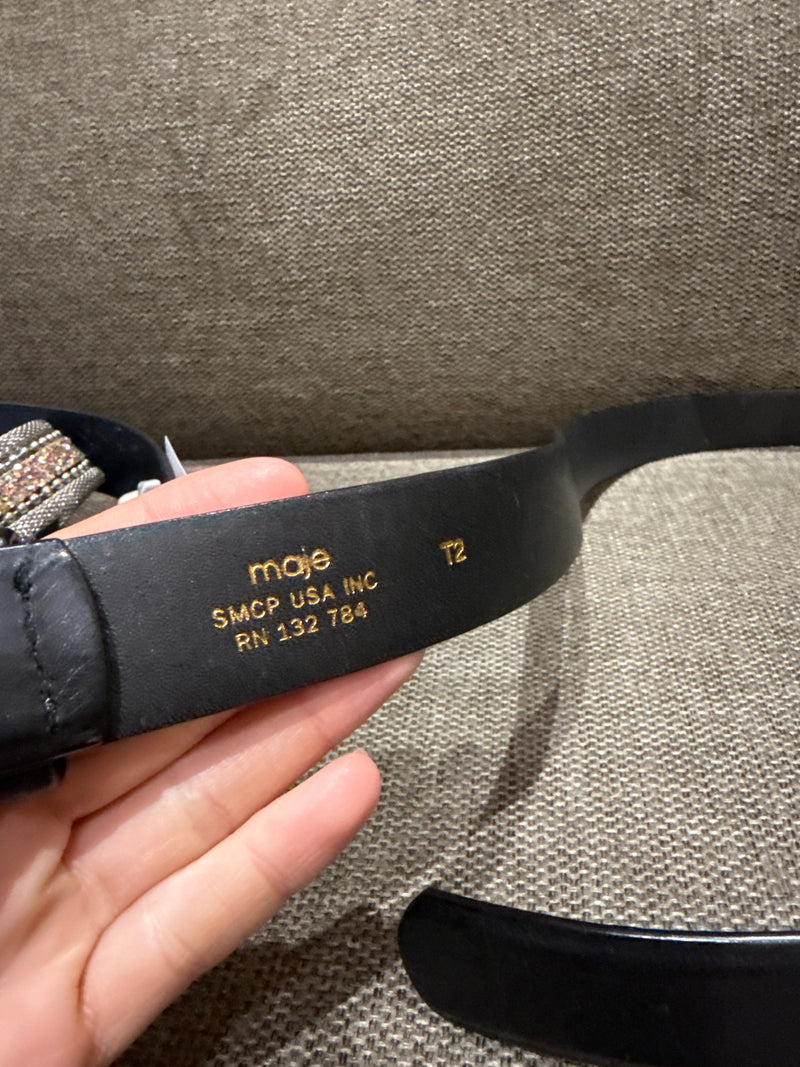 maje
SMCP USA INC
RN 132 784
T2